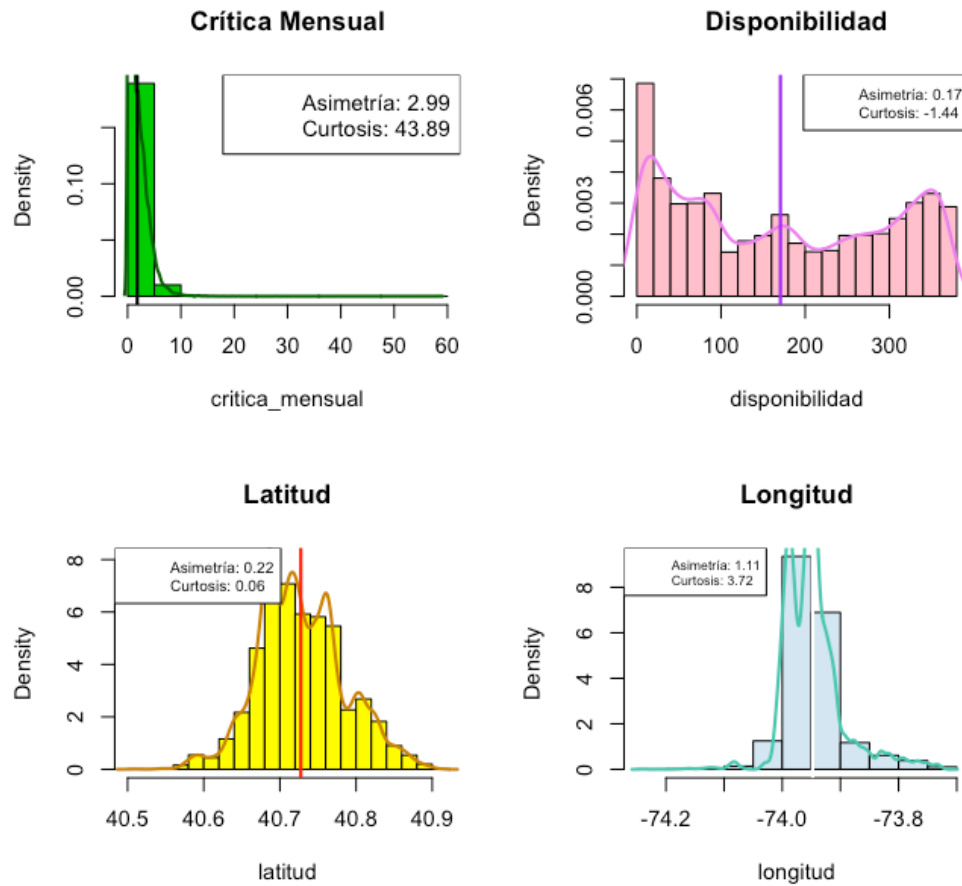 Crítica Mensual
Asimetría: 2.99
Curtosis: 43.89
Density
0.00
0.10
0
10
20
30
40
50
60
critica_mensual
Disponibilidad
Asimetría: 0.17
Curtosis: -1.44
Density
0.000
0.003
0.006
0
100
200
300
disponibilidad
Latitud
Asimetría: 0.22
Curtosis: 0.06
Density
0
2
4
6
8
40.5
40.6
40.7
40.8
40.9
latitud
Longitud
Asimetría: 1.11
Curtosis: 3.72
Density
0
2
4
6
8
-74.2
-74.0
-73.8
longitud